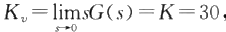 K_v = lim_{s→0} sG(s) = K = 30,